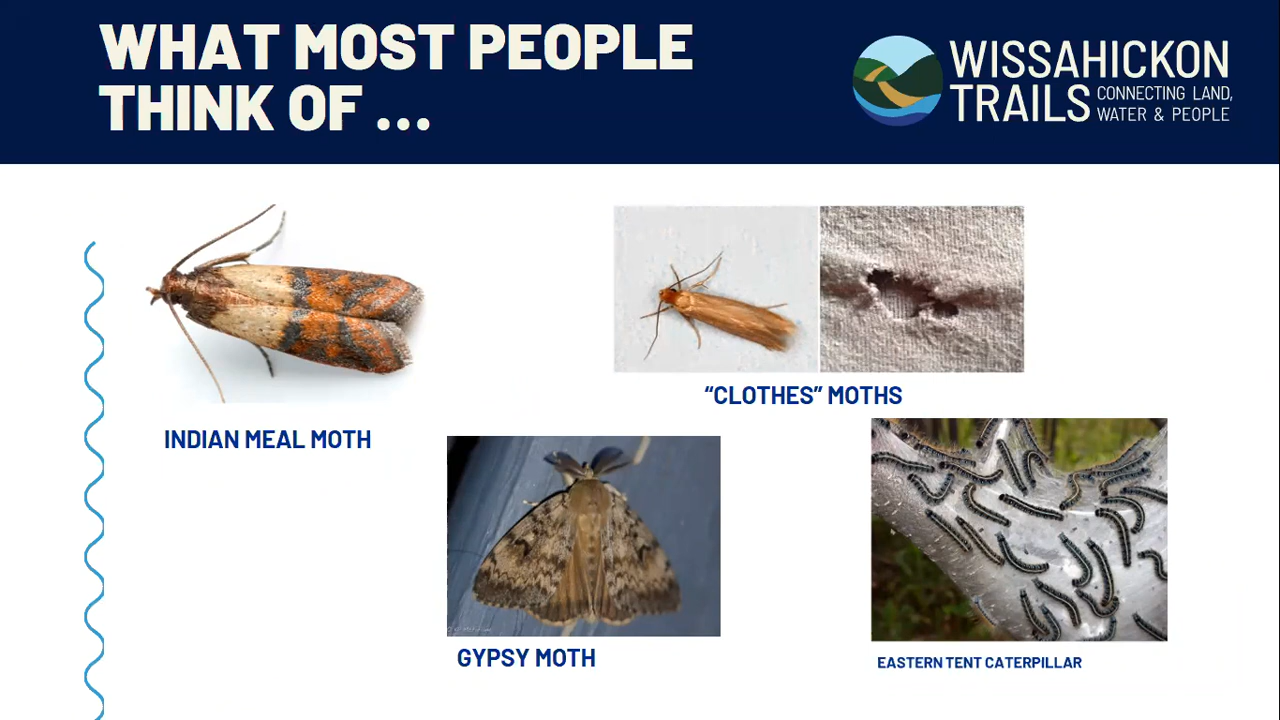 WHAT MOST PEOPLE
THINK OF ...
WISSAHICKON
TRAILS CONNECTING LAND,
WATER & PEOPLE
"CLOTHES" MOTHS
INDIAN MEAL MOTH
GYPSY MOTH
EASTERN TENT CATERPILLAR